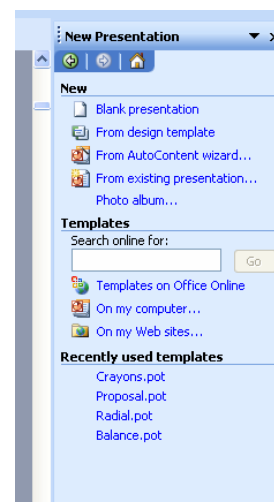 New Presentation
New
Blank presentation
From design template
From AutoContent wizard...
From existing presentation...
Photo album...
Templates
Search online for:
Go
Templates on Office Online
On my computer...
On my Web sites...
Recently used templates
Crayons.pot
Proposal.pot
Radial.pot
Balance.pot